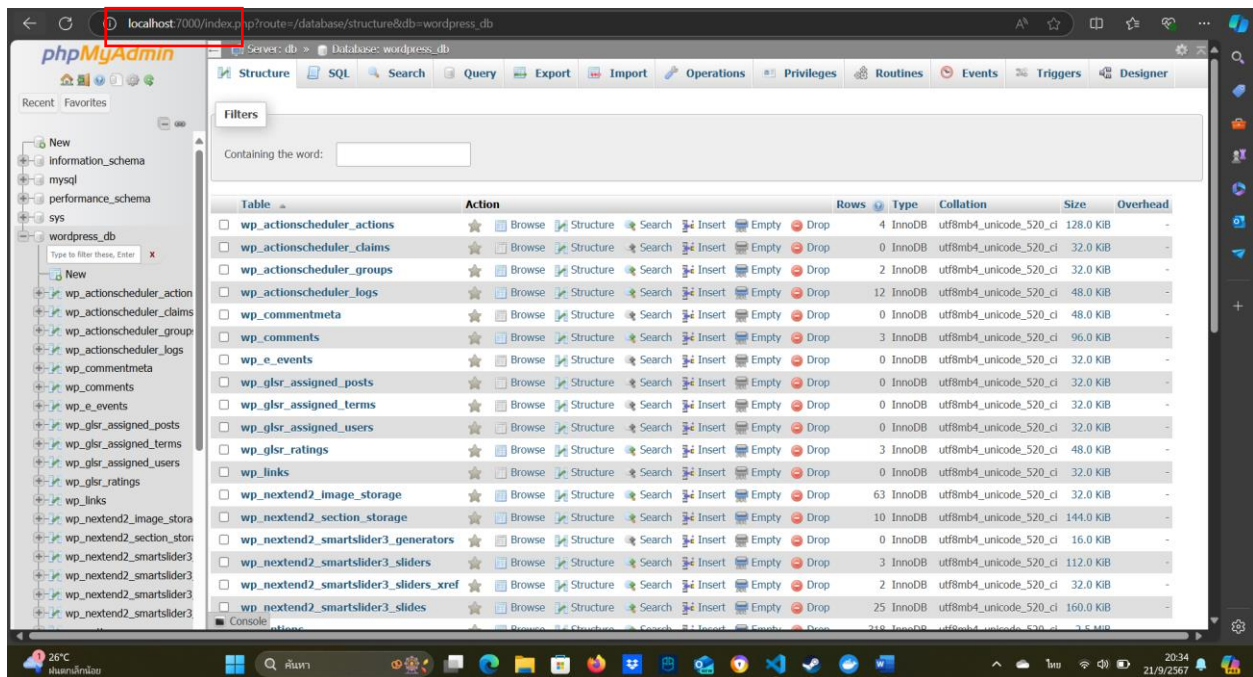 localhost:7000/index.php?route=/database/structure&db=wordpress_db
phpMyAdmin
Recent Favorites
New
information_schema
mysql
performance_schema
sys
wordpress_db
Type to filter these, Enter X
New
wp_actionscheduler_action
wp_actionscheduler_claims
wp_actionscheduler_group
wp_actionscheduler_logs
wp_commentmeta
wp_comments
wp_e_events
wp_glsr_assigned_posts
wp_glsr_assigned_terms
wp_glsr_assigned_users
wp_glsr_ratings
wp_links
wp_nextend2_image_stora
wp_nextend2_section_stora
wp_nextend2_smartslider3
wp_nextend2_smartslider3
wp_nextend2_smartslider3
wp_nextend2_smartslider3
Server: db » Database: wordpress_db
Structure SQL Search Query Export Import Operations Privileges Routines Events Triggers Designer
Filters
Containing the word:
Table Action Rows Type Collation Size Overhead
wp_actionscheduler_actions Browse Structure Search Insert Empty Drop 4 InnoDB utf8mb4_unicode_520_ci 128.0 KiB -
wp_actionscheduler_claims Browse Structure Search Insert Empty Drop 0 InnoDB utf8mb4_unicode_520_ci 32.0 KiB -
wp_actionscheduler_groups Browse Structure Search Insert Empty Drop 2 InnoDB utf8mb4_unicode_520_ci 32.0 KiB -
wp_actionscheduler_logs Browse Structure Search Insert Empty Drop 12 InnoDB utf8mb4_unicode_520_ci 48.0 KiB -
wp_commentmeta Browse Structure Search Insert Empty Drop 0 InnoDB utf8mb4_unicode_520_ci 48.0 KiB -
wp_comments Browse Structure Search Insert Empty Drop 3 InnoDB utf8mb4_unicode_520_ci 96.0 KiB -
wp_e_events Browse Structure Search Insert Empty Drop 0 InnoDB utf8mb4_unicode_520_ci 32.0 KiB -
wp_glsr_assigned_posts Browse Structure Search Insert Empty Drop 0 InnoDB utf8mb4_unicode_520_ci 32.0 KiB -
wp_glsr_assigned_terms Browse Structure Search Insert Empty Drop 0 InnoDB utf8mb4_unicode_520_ci 32.0 KiB -
wp_glsr_assigned_users Browse Structure Search Insert Empty Drop 0 InnoDB utf8mb4_unicode_520_ci 32.0 KiB -
wp_glsr_ratings Browse Structure Search Insert Empty Drop 3 InnoDB utf8mb4_unicode_520_ci 48.0 KiB -
wp_links Browse Structure Search Insert Empty Drop 0 InnoDB utf8mb4_unicode_520_ci 32.0 KiB -
wp_nextend2_image_storage Browse Structure Search Insert Empty Drop 63 InnoDB utf8mb4_unicode_520_ci 32.0 KiB -
wp_nextend2_section_storage Browse Structure Search Insert Empty Drop 10 InnoDB utf8mb4_unicode_520_ci 144.0 KiB -
wp_nextend2_smartslider3_generators Browse Structure Search Insert Empty Drop 0 InnoDB utf8mb4_unicode_520_ci 16.0 KiB -
wp_nextend2_smartslider3_sliders Browse Structure Search Insert Empty Drop 3 InnoDB utf8mb4_unicode_520_ci 112.0 KiB -
wp_nextend2_smartslider3_sliders_xref Browse Structure Search Insert Empty Drop 2 InnoDB utf8mb4_unicode_520_ci 32.0 KiB -
wp_nextend2_smartslider3_slides Browse Structure Search Insert Empty Drop 25 InnoDB utf8mb4_unicode_520_ci 160.0 KiB -
Console
26°C
ฝนตกเล็กน้อย
ค้นหา
ไทย
20:34
21/9/2567